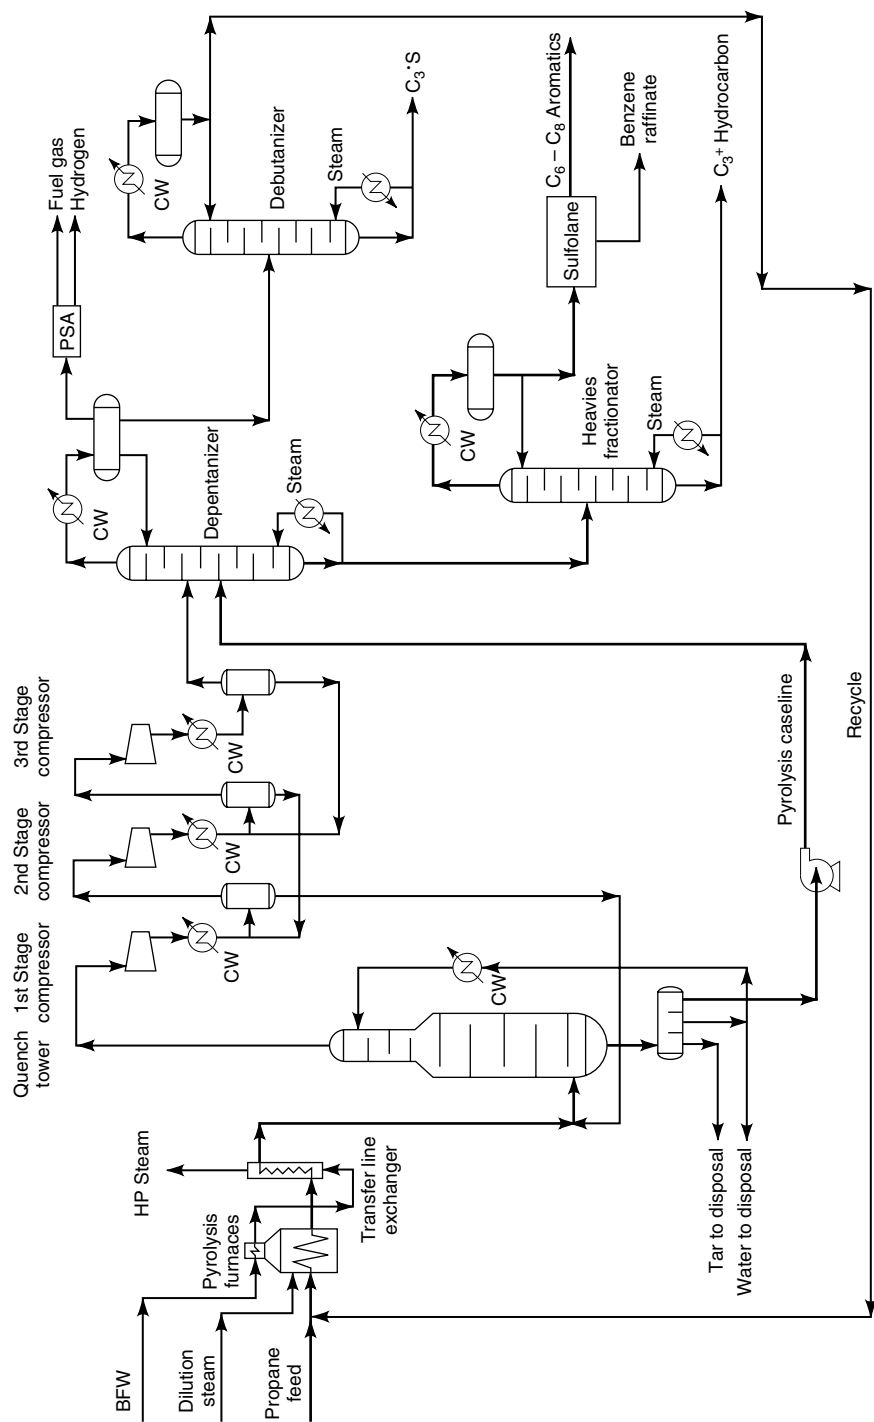 BFW
Dilution
steam
Propane
feed
Pyrolysis
furnaces
HP Steam
Transfer line
exchanger
Quench
tower
1st Stage
compressor
2nd Stage
compressor
3rd Stage
compressor
CW
CW
CW
CW
Tar to disposal
Water to disposal
Pyrolysis caseline
Recycle
Depentanizer
CW
Steam
PSA
Fuel gas
Hydrogen
Debutanizer
CW
Steam
C₃·S
Heavies
fractionator
CW
Steam
Sulfolane
C₆ – C₈ Aromatics
Benzene
raffinate
C₃⁺ Hydrocarbon